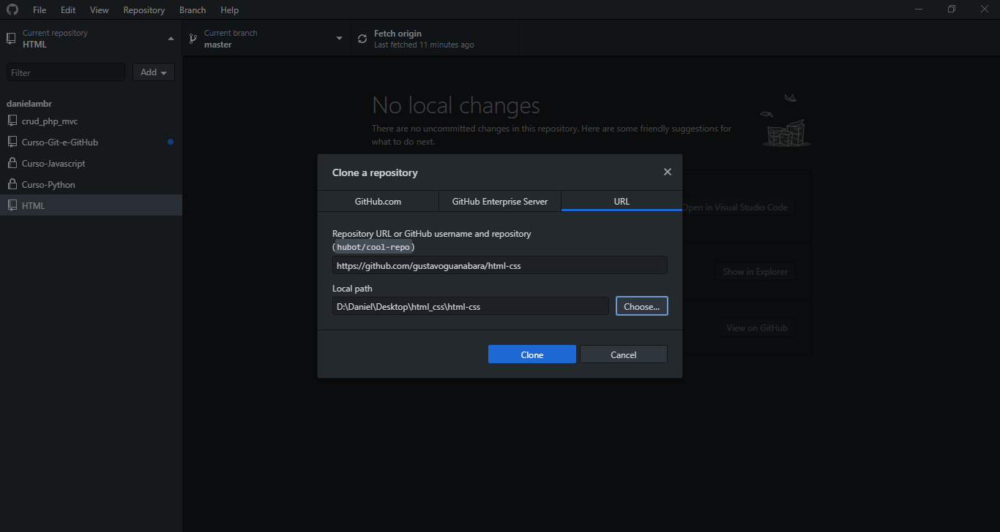 File Edit View Repository Branch Help
Current repository
HTML
Current branch
master
Fetch origin
Last fetched 11 minutes ago
Filter
Add
danielambr
crud_php_mvc
Curso-Git-e-GitHub
Curso-Javascript
Curso-Python
HTML
No local changes
There are no uncommitted changes in this repository. Here are some friendly suggestions for
what to do next.
Clone a repository
GitHub.com GitHub Enterprise Server URL
Repository URL or GitHub username and repository
(hubot/cool-repo)
https://github.com/gustavoguanabara/html-css
Local path
D:\Daniel\Desktop\html_css\html-css
Choose...
Clone Cancel
Open in Visual Studio Code
Show in Explorer
View on GitHub